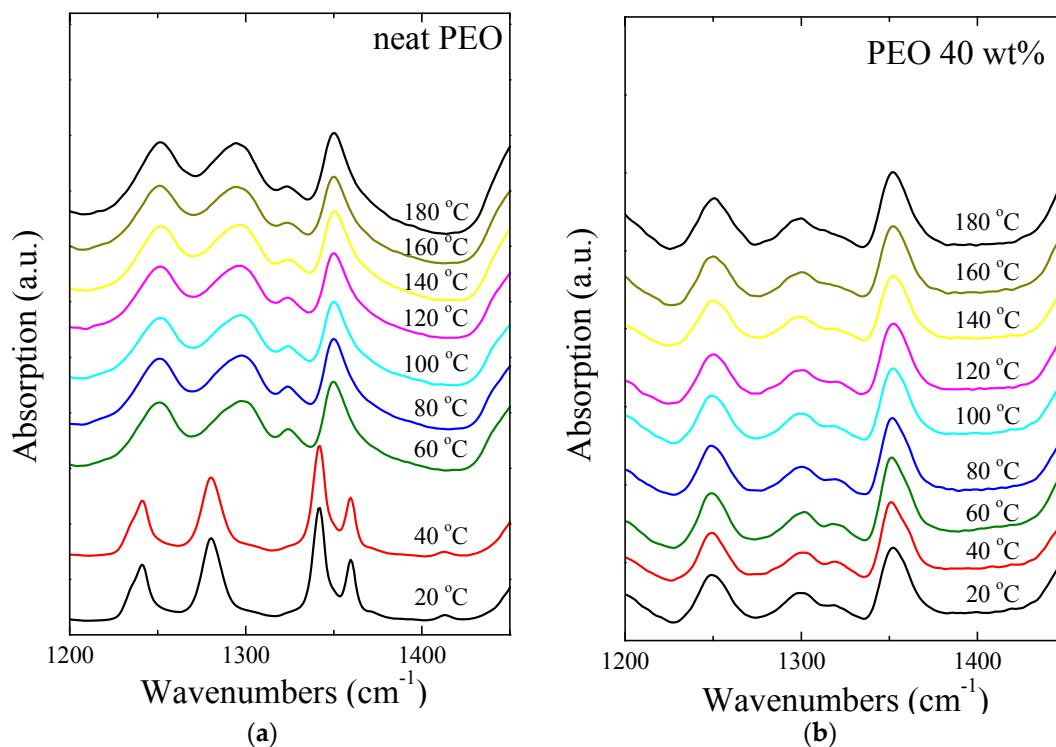 neat PEO
180 °C
160 °C
140 °C
120 °C
100 °C
80 °C
60 °C
40 °C
20 °C
Absorption (a.u.)
1200
1300
1400
Wavenumbers (cm⁻¹)
(a)
PEO 40 wt%
180 °C
160 °C
140 °C
120 °C
100 °C
80 °C
60 °C
40 °C
20 °C
Absorption (a.u.)
1200
1300
1400
Wavenumbers (cm⁻¹)
(b)